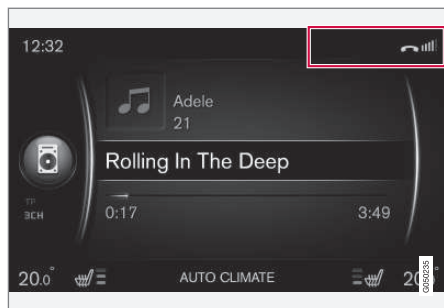 12:32
Adele
21
Rolling In The Deep
TP
3CH
0:17
3:49
20.0°
AUTO CLIMATE
20
G050235